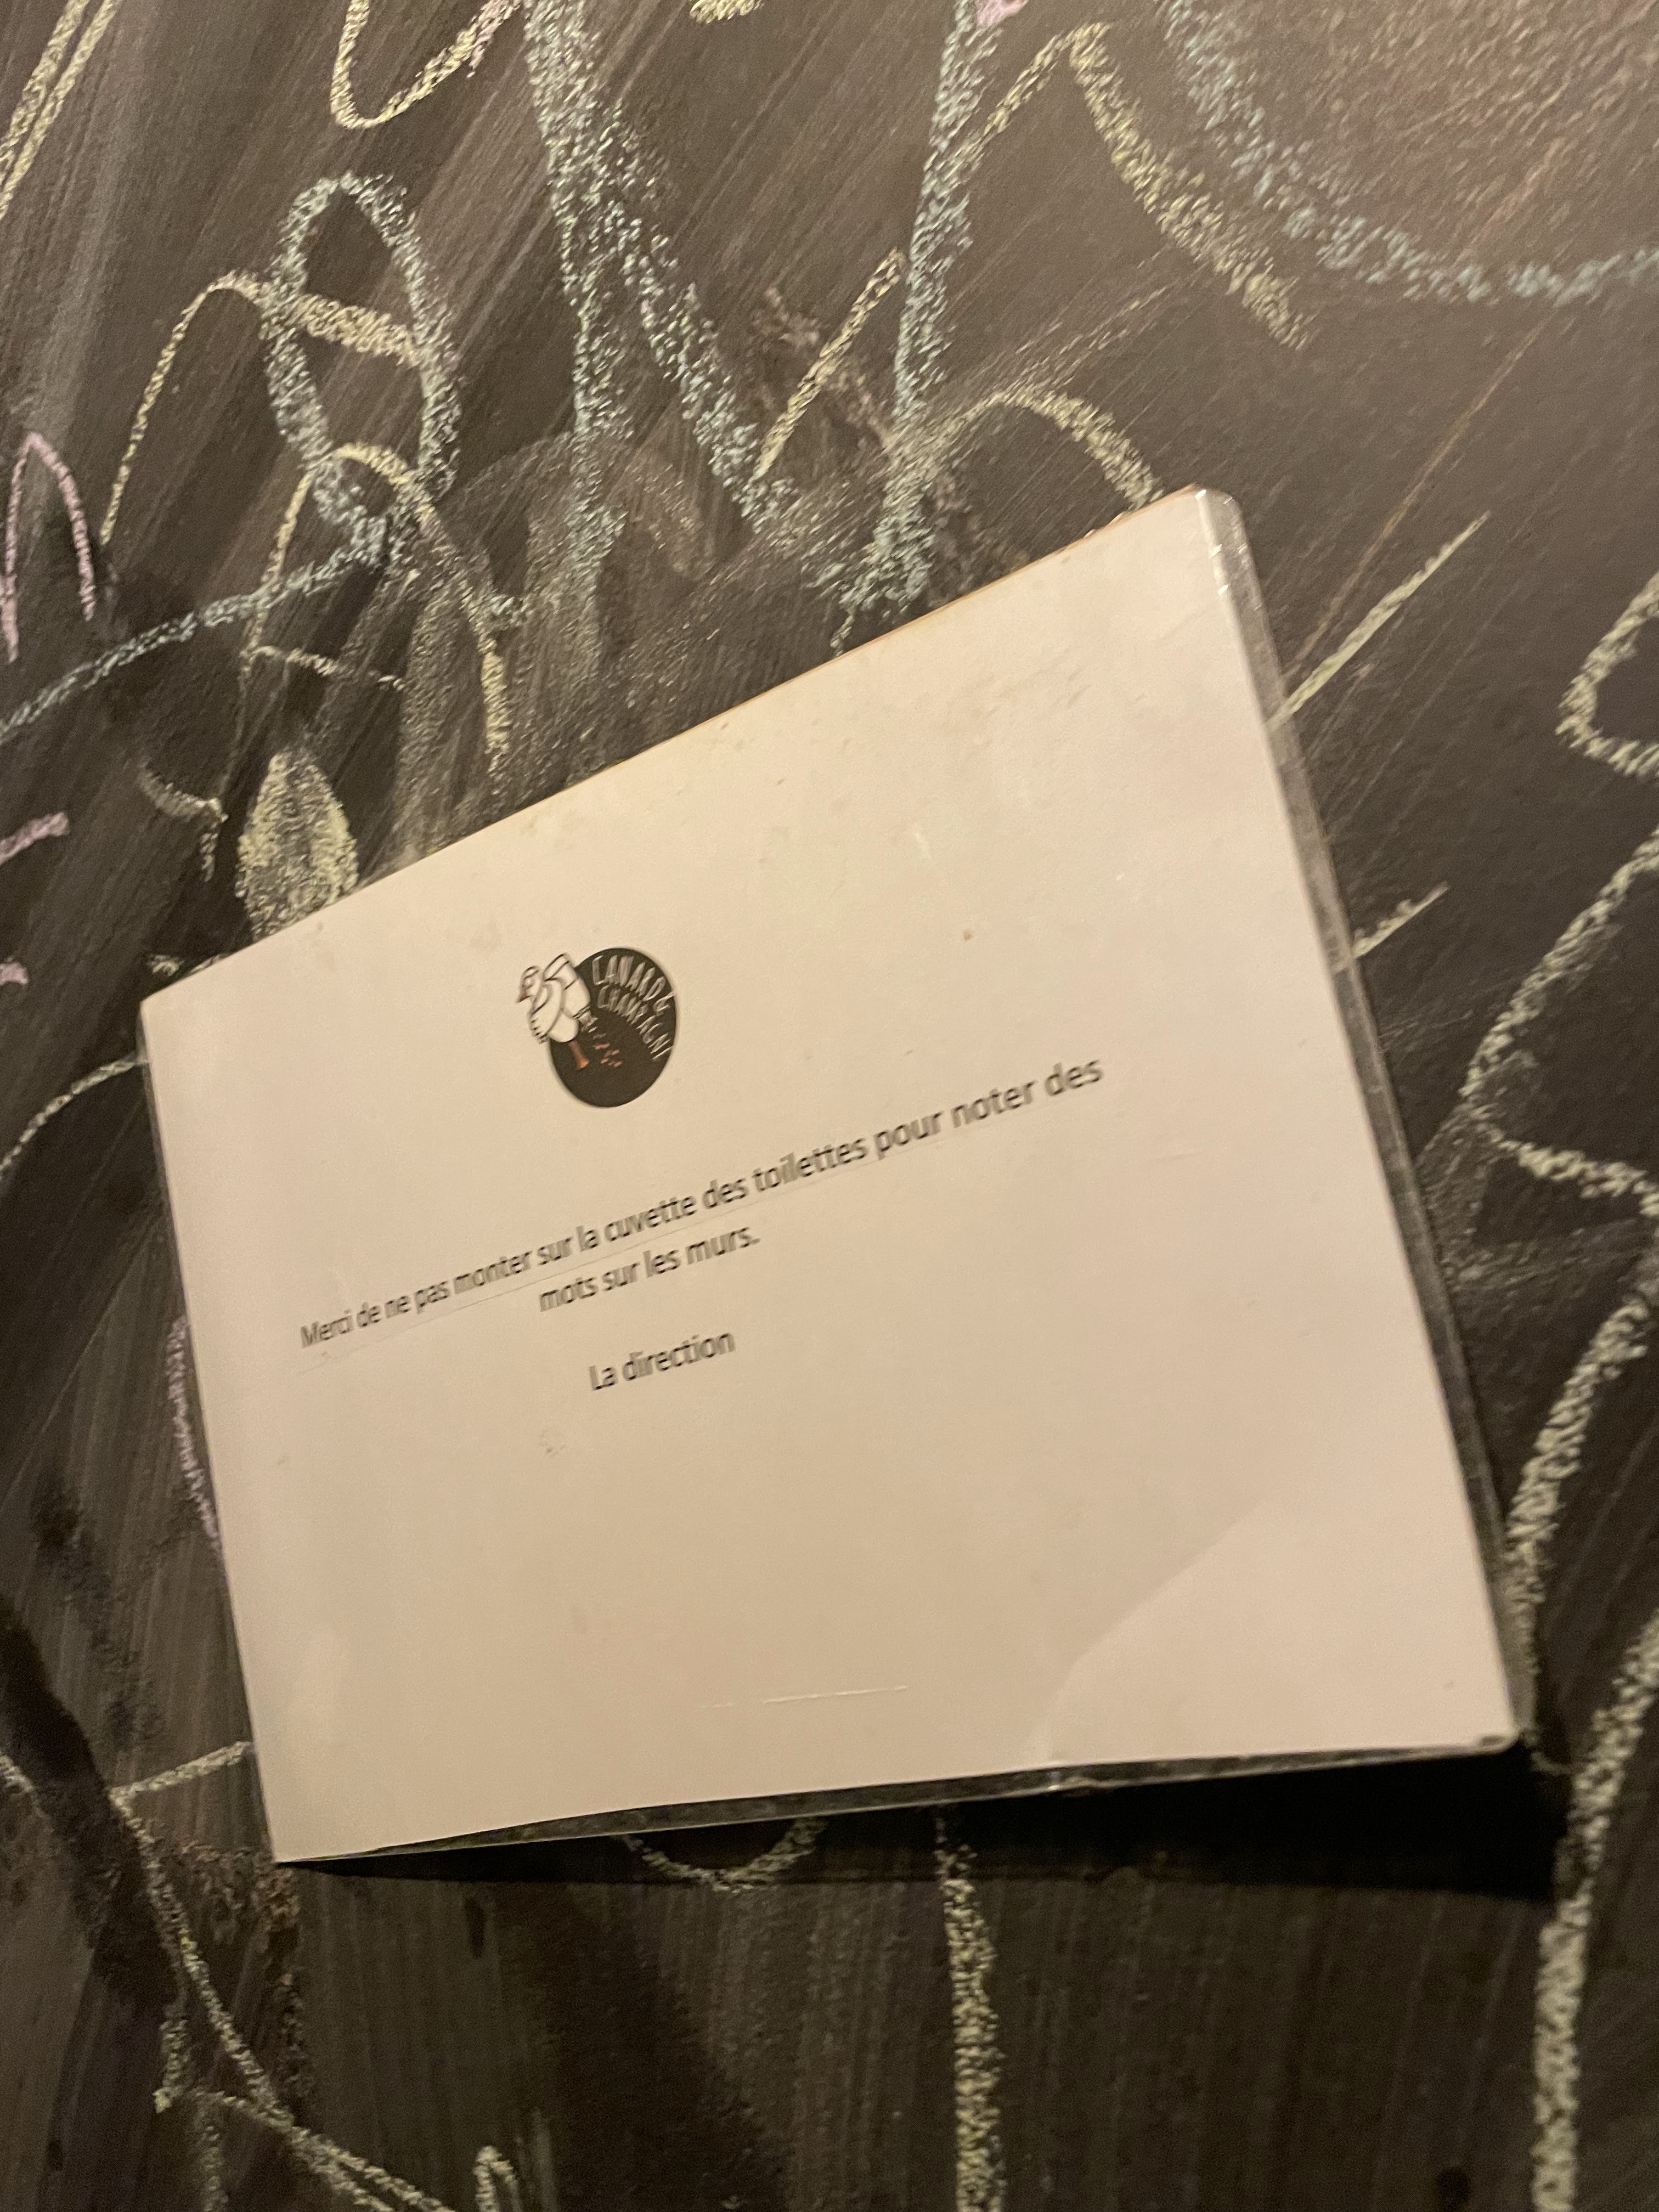 CANARD &
CHAMPAGNE
Merci de ne pas monter sur la cuvette des toilettes pour noter des
mots sur les murs.
La direction